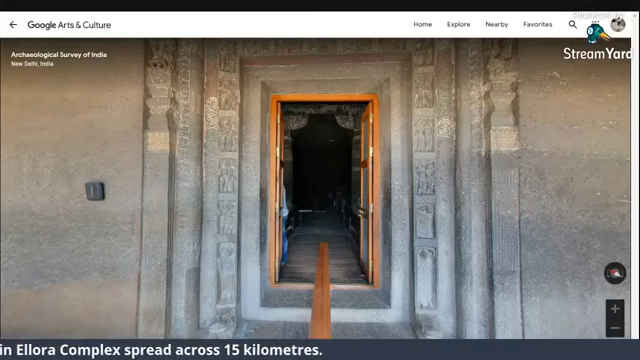 Google Arts & Culture
Home
Explore
Nearby
Favorites
StreamYard
Archaeological Survey of India
New Delhi, India
in Ellora Complex spread across 15 kilometres.